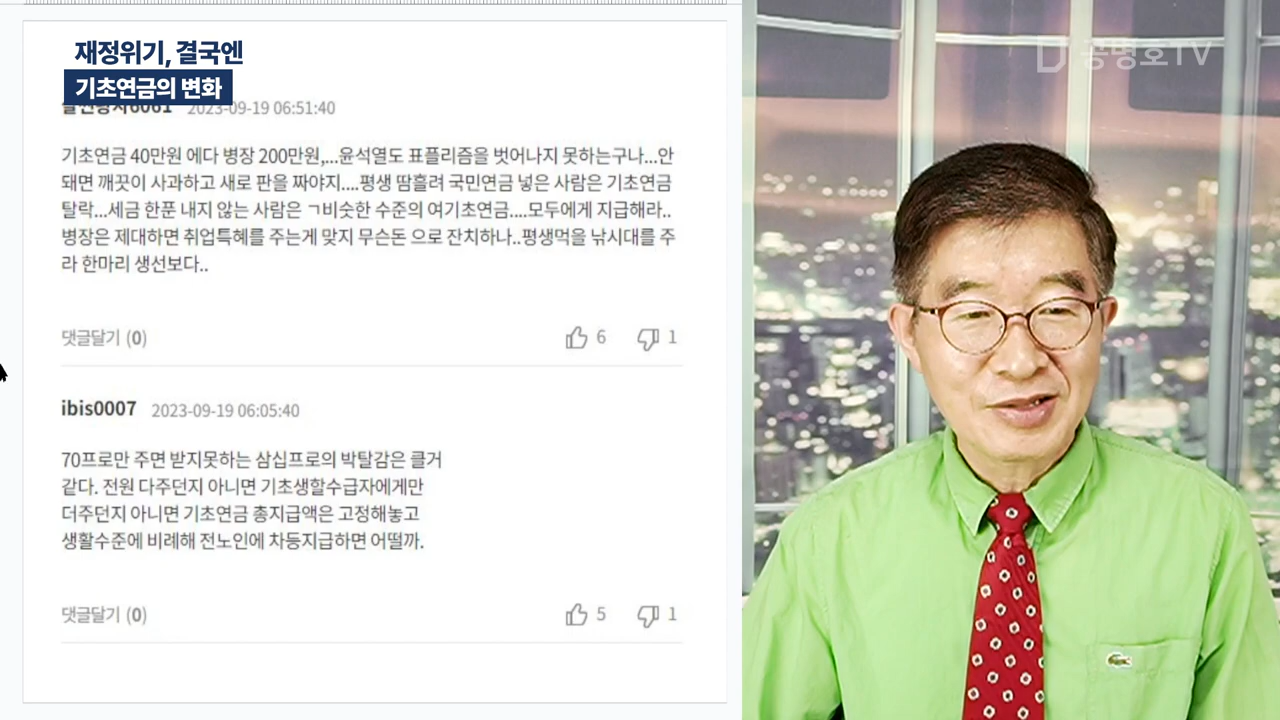 재정위기, 결국엔
기초연금의 변화
공병호TV
2023-09-19 06:51:40
기초연금 40만원 에다 병장 200만원,...윤석열도 표플리즘을 벗어나지 못하는구나...안
돼면 깨끗이 사과하고 새로 판을 짜야지....평생 땀흘려 국민연금 넣은 사람은 기초연금
탈락...세금 한푼 내지 않는 사람은 ㄱ비슷한 수준의 여기초연금....모두에게 지급해라..
병장은 제대하면 취업특혜를 주는게 맞지 무슨돈 으로 잔치하나..평생먹을 낚시대를 주
라 한마리 생선보다..
댓글달기 (0)
6
1
ibis0007 2023-09-19 06:05:40
70프로만 주면 받지못하는 삼십프로의 박탈감은 클거
같다. 전원 다주던지 아니면 기초생할수급자에게만
더주던지 아니면 기초연금 총지급액은 고정해놓고
생활수준에 비례해 전노인에 차등지급하면 어떨까.
댓글달기 (0)
5
1